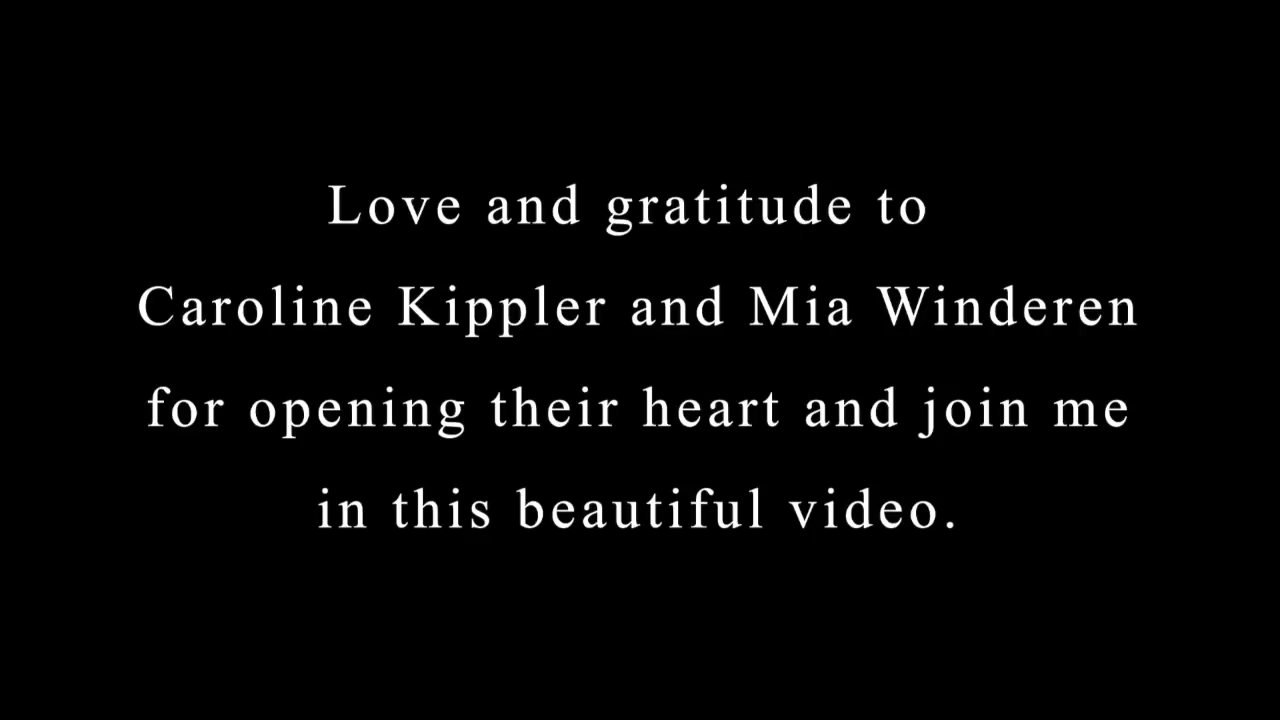 Love and gratitude to
Caroline Kippler and Mia Winderen
for opening their heart and join me
in this beautiful video.